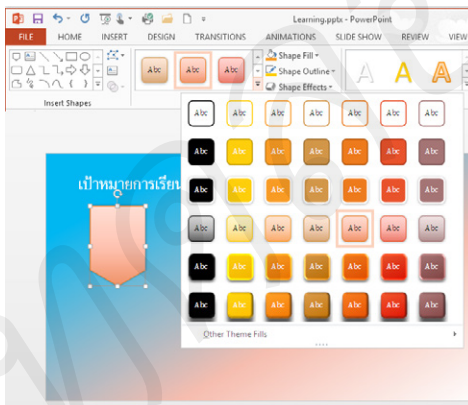 Learning.pptx - PowerPoint
FILE HOME INSERT DESIGN TRANSITIONS ANIMATIONS SLIDE SHOW REVIEW VIEW
Abc Abc Abc
Shape Fill
Shape Outline
Shape Effects
A A A
Insert Shapes
Abc Abc Abc Abc Abc Abc Abc
Abc Abc Abc Abc Abc Abc Abc
Abc Abc Abc Abc Abc Abc Abc
Abc Abc Abc Abc Abc Abc Abc
Abc Abc Abc Abc Abc Abc Abc
Abc Abc Abc Abc Abc Abc Abc
Other Theme Fills
เป้าหมายการเรียน